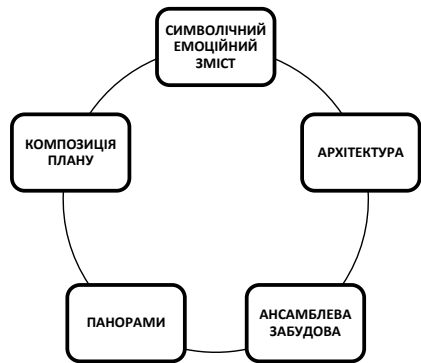 СИМВОЛІЧНИЙ
ЕМОЦІЙНИЙ
ЗМІСТ
АРХІТЕКТУРА
АНСАМБЛЕВА
ЗАБУДОВА
ПАНОРАМИ
КОМПОЗИЦІЯ
ПЛАНУ